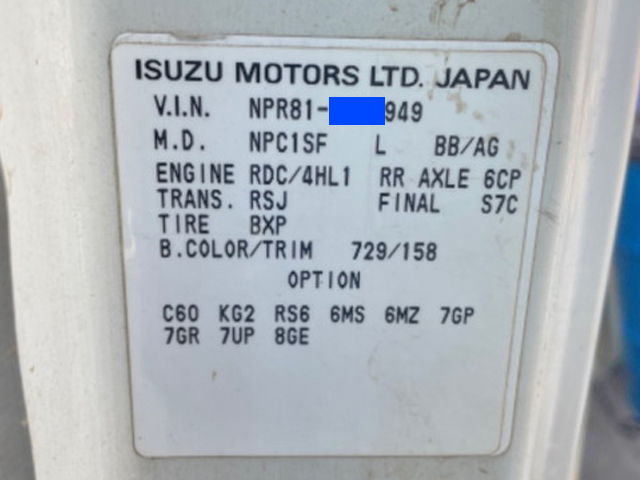 ISUZU MOTORS LTD. JAPAN
V.I.N. NPR81- 949
M.D. NPC1SF L BB/AG
ENGINE RDC/4HL1 RR AXLE 6CP
TRANS. RSJ FINAL S7C
TIRE BXP
B.COLOR/TRIM 729/158
OPTION
C60 KG2 RS6 6MS 6MZ 7GP
7GR 7UP 8GE